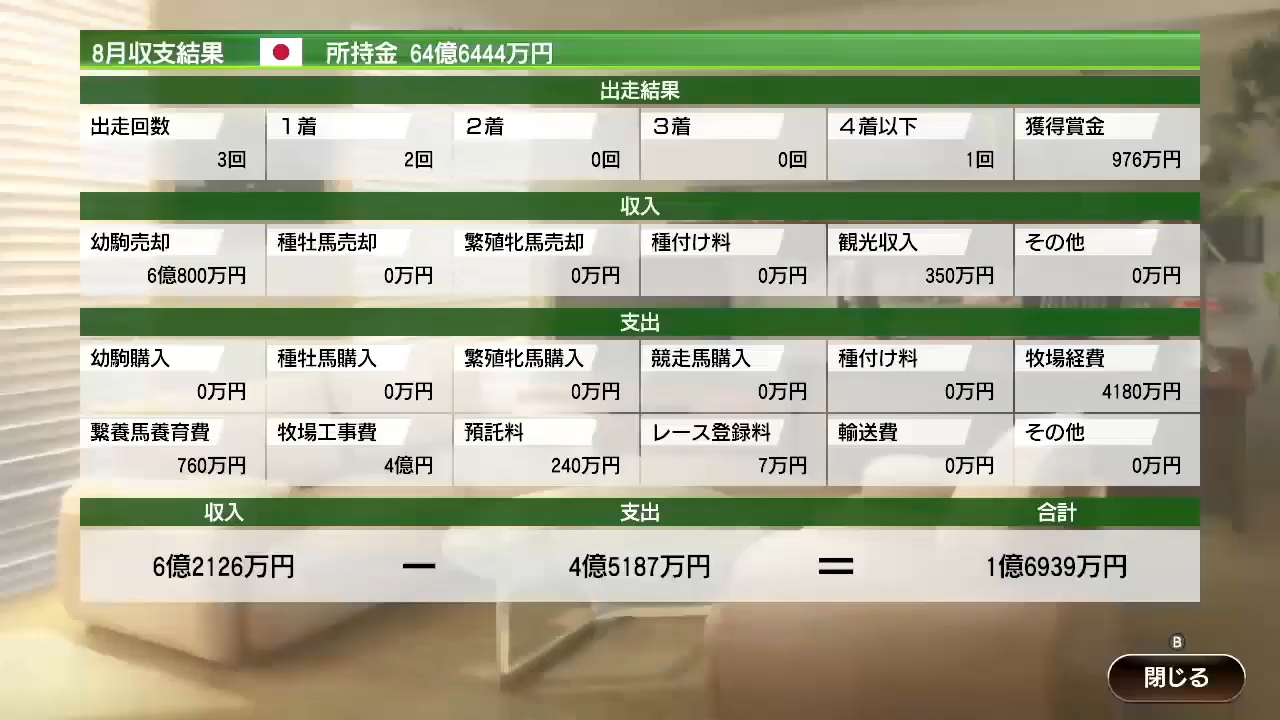 8月収支結果 所持金 64億6444万円
出走結果
出走回数 1着 2着 3着 4着以下 獲得賞金
3回 2回 0回 0回 1回 976万円
収入
幼駒売却 種牡馬売却 繁殖牝馬売却 種付け料 観光収入 その他
6億800万円 0万円 0万円 0万円 350万円 0万円
支出
幼駒購入 種牡馬購入 繁殖牝馬購入 競走馬購入 種付け料 牧場経費
0万円 0万円 0万円 0万円 0万円 4180万円
繋養馬養育費 牧場工事費 預託料 レース登録料 輸送費 その他
760万円 4億円 240万円 7万円 0万円 0万円
収入 支出 合計
6億2126万円 − 4億5187万円 = 1億6939万円
B
閉じる